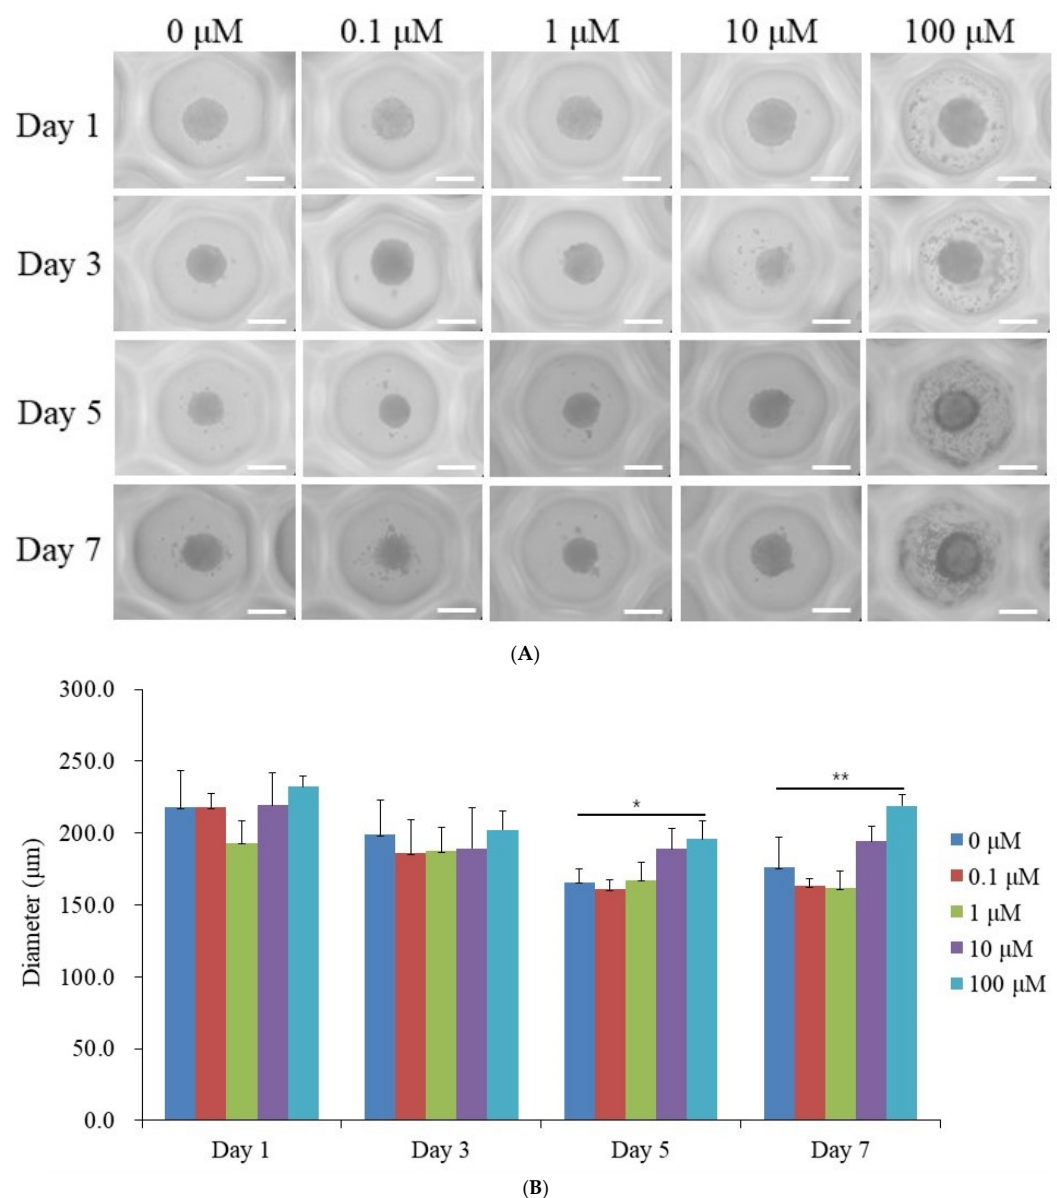 0 μM 0.1 μM 1 μM 10 μM 100 μM
Day 1
Day 3
Day 5
Day 7
(A)
300.0
250.0
200.0
150.0
100.0
50.0
0.0
Diameter (μm)
*
**
0 μM
0.1 μM
1 μM
10 μM
100 μM
Day 1 Day 3 Day 5 Day 7
(B)